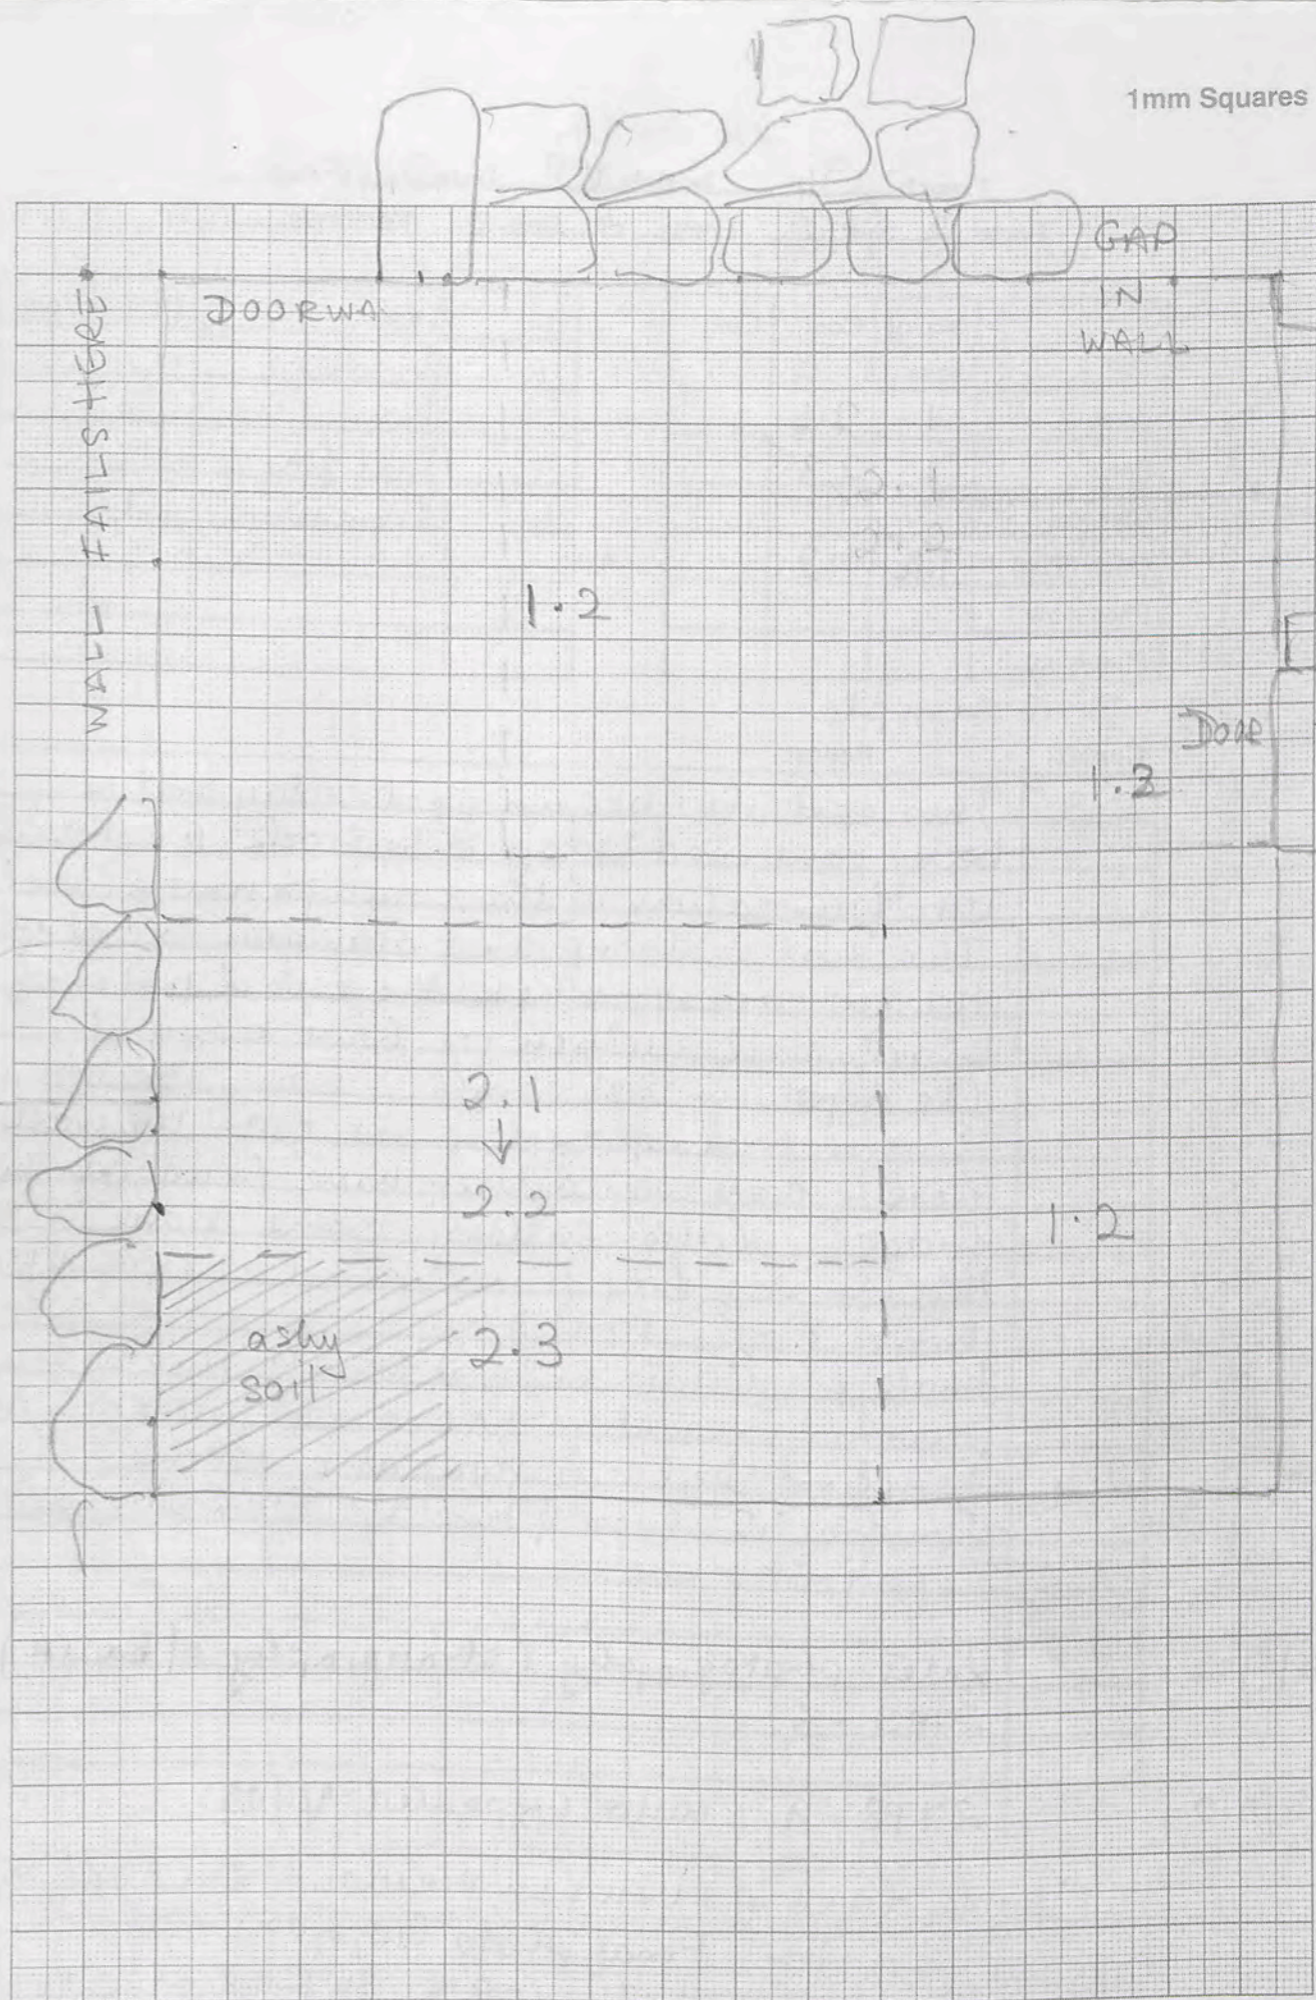 1mm Squares
GAP
IN
WALL
DOORWA
WALL FAILS HERE
1.2
Door
1.3
2.1
2.2
1.2
ashy
soil
2.3